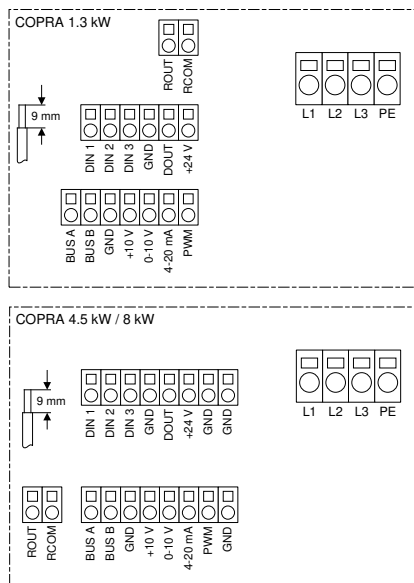 COPRA 1.3 kW
ROUT RCOM
L1 L2 L3 PE
9 mm
DIN 1 DIN 2 DIN 3 GND DOUT +24 V
BUS A BUS B GND +10 V 0-10 V 4-20 mA PWM
COPRA 4.5 kW / 8 kW
L1 L2 L3 PE
9 mm
DIN 1 DIN 2 DIN 3 GND DOUT +24 V GND GND
ROUT RCOM
BUS A BUS B GND +10 V 0-10 V 4-20 mA PWM GND